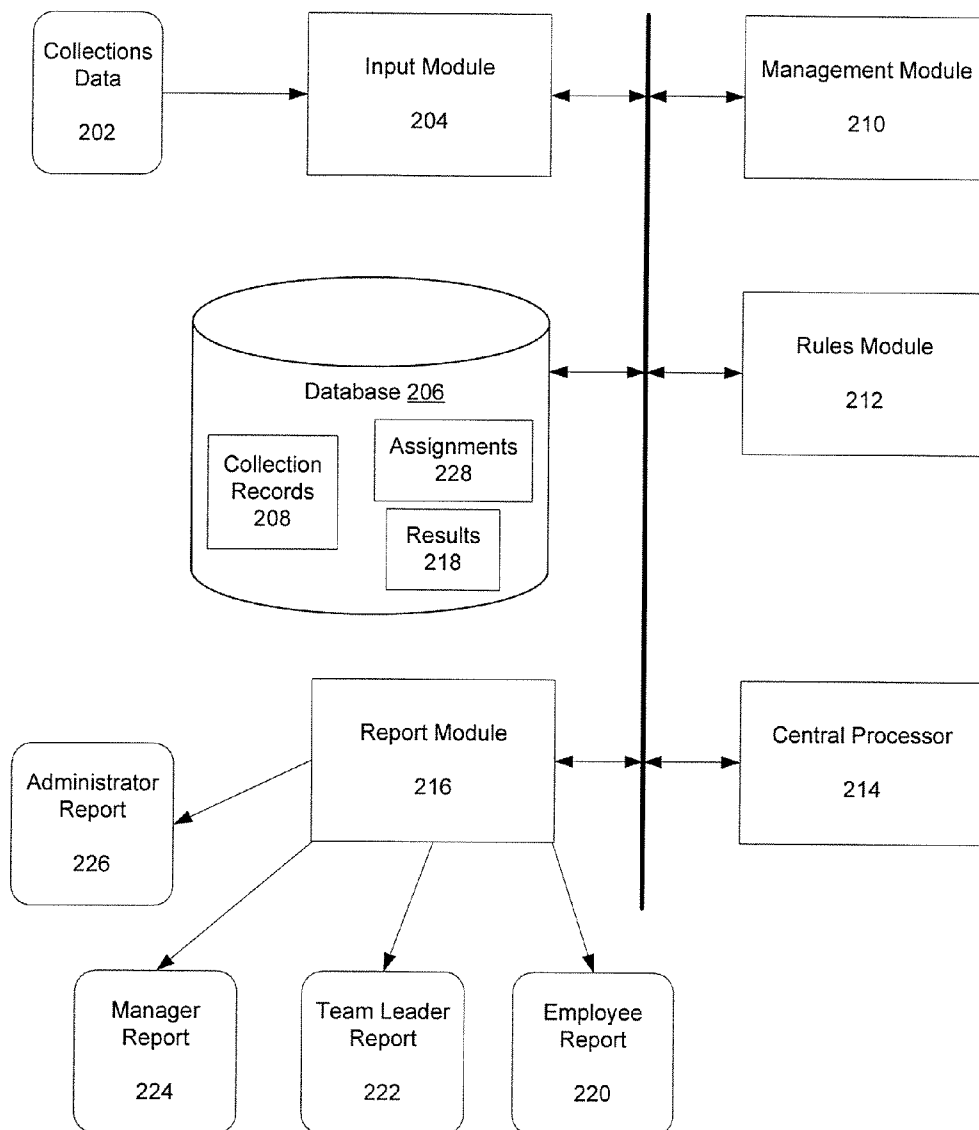 Collections
Data
202
Input Module
204
Management Module
210
Database 206
Collection
Records
208
Assignments
228
Results
218
Rules Module
212
Report Module
216
Central Processor
214
Administrator
Report
226
Manager
Report
224
Team Leader
Report
222
Employee
Report
220